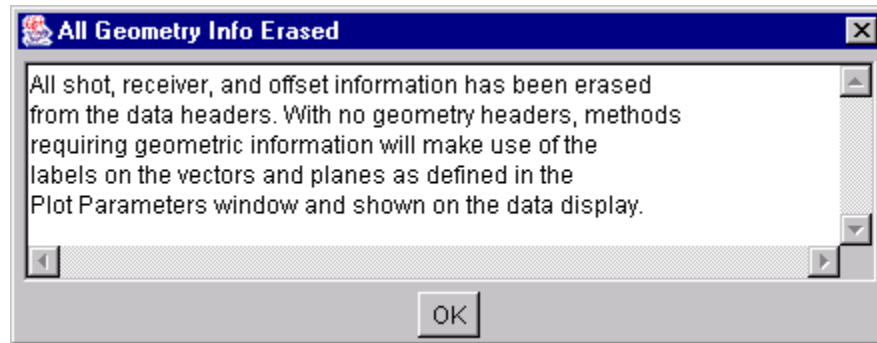 All Geometry Info Erased
All shot, receiver, and offset information has been erased
from the data headers. With no geometry headers, methods
requiring geometric information will make use of the
labels on the vectors and planes as defined in the
Plot Parameters window and shown on the data display.
OK